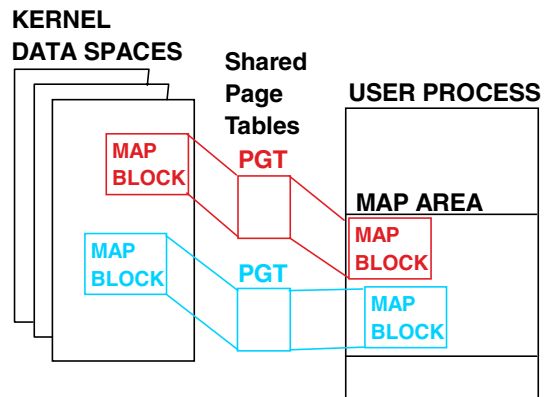 KERNEL
DATA SPACES
Shared
Page
Tables
USER PROCESS
MAP
BLOCK
PGT
MAP AREA
MAP
BLOCK
MAP
BLOCK
PGT
MAP
BLOCK